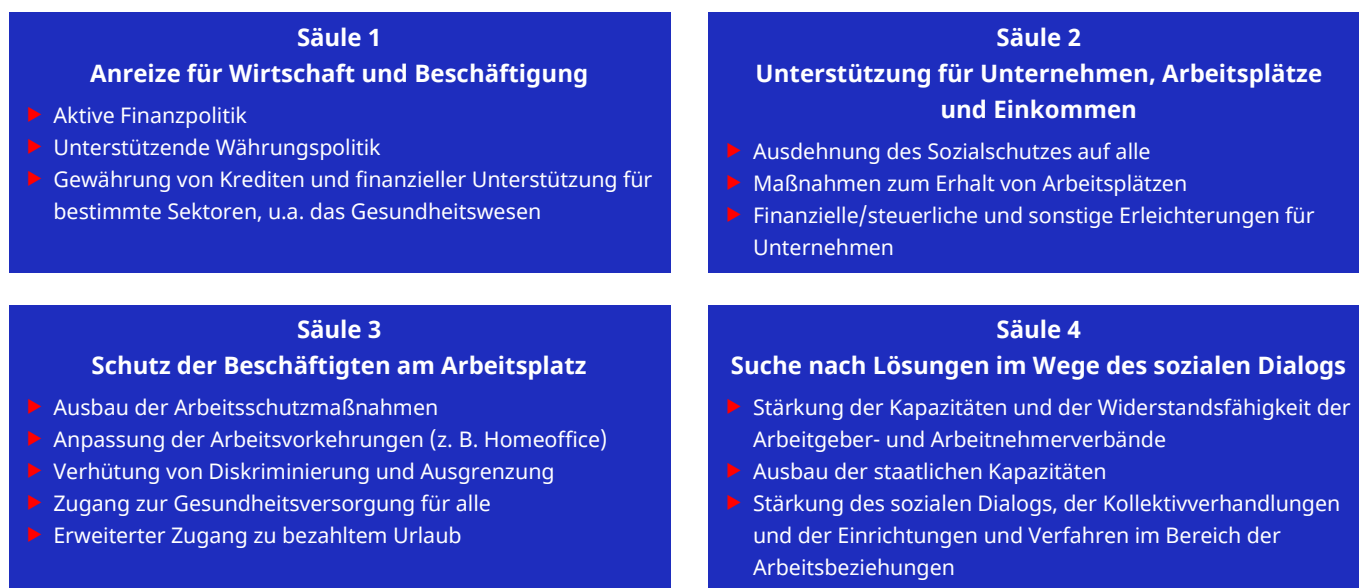 Säule 1
Anreize für Wirtschaft und Beschäftigung
Aktive Finanzpolitik
Unterstützende Währungspolitik
Gewährung von Krediten und finanzieller Unterstützung für
bestimmte Sektoren, u.a. das Gesundheitswesen
Säule 2
Unterstützung für Unternehmen, Arbeitsplätze
und Einkommen
Ausdehnung des Sozialschutzes auf alle
Maßnahmen zum Erhalt von Arbeitsplätzen
Finanzielle/steuerliche und sonstige Erleichterungen für
Unternehmen
Säule 3
Schutz der Beschäftigten am Arbeitsplatz
Ausbau der Arbeitsschutzmaßnahmen
Anpassung der Arbeitsvorkehrungen (z. B. Homeoffice)
Verhütung von Diskriminierung und Ausgrenzung
Zugang zur Gesundheitsversorgung für alle
Erweiterter Zugang zu bezahltem Urlaub
Säule 4
Suche nach Lösungen im Wege des sozialen Dialogs
Stärkung der Kapazitäten und der Widerstandsfähigkeit der
Arbeitgeber- und Arbeitnehmerverbände
Ausbau der staatlichen Kapazitäten
Stärkung des sozialen Dialogs, der Kollektivverhandlungen
und der Einrichtungen und Verfahren im Bereich der
Arbeitsbeziehungen